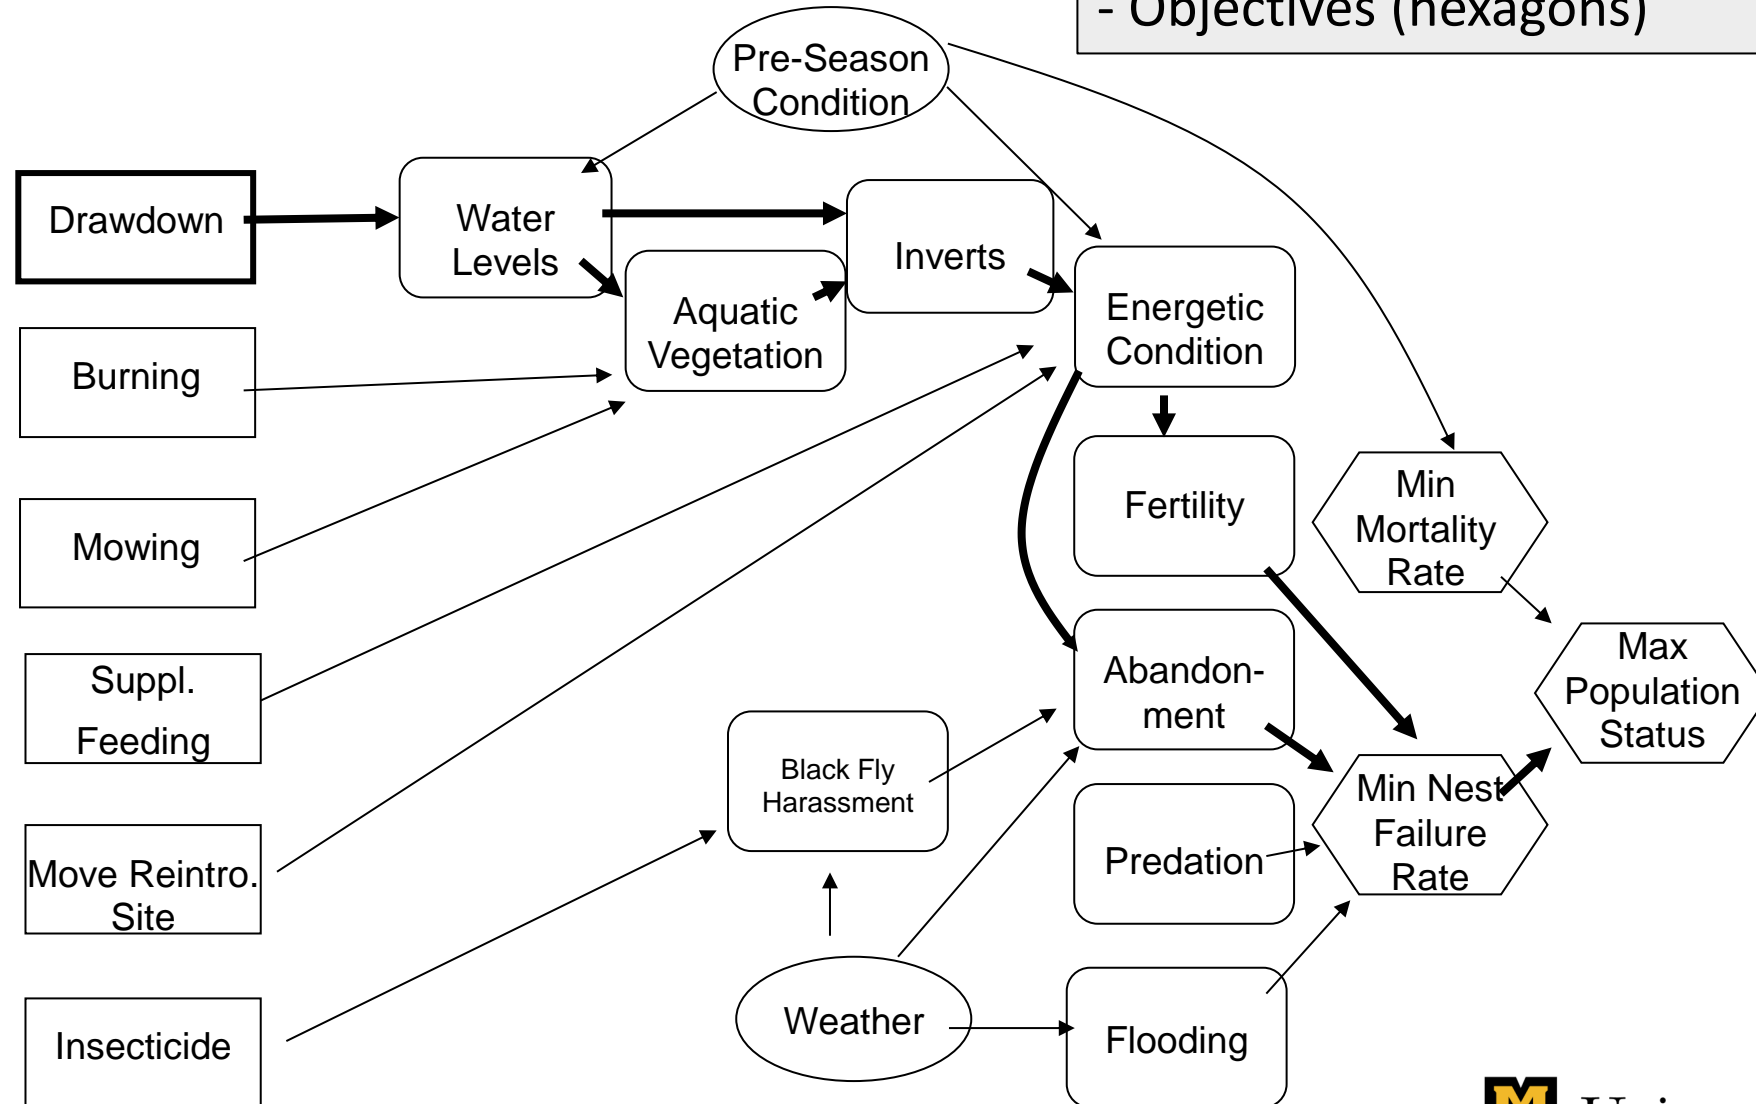 - Objectives (hexagons)
Pre-Season
Condition
Drawdown
Water
Levels
Inverts
Aquatic
Vegetation
Energetic
Condition
Burning
Mowing
Fertility
Min
Mortality
Rate
Suppl.
Feeding
Abandon-
ment
Max
Population
Status
Black Fly
Harassment
Min Nest
Failure
Rate
Predation
Move Reintro.
Site
Weather
Flooding
Insecticide
M